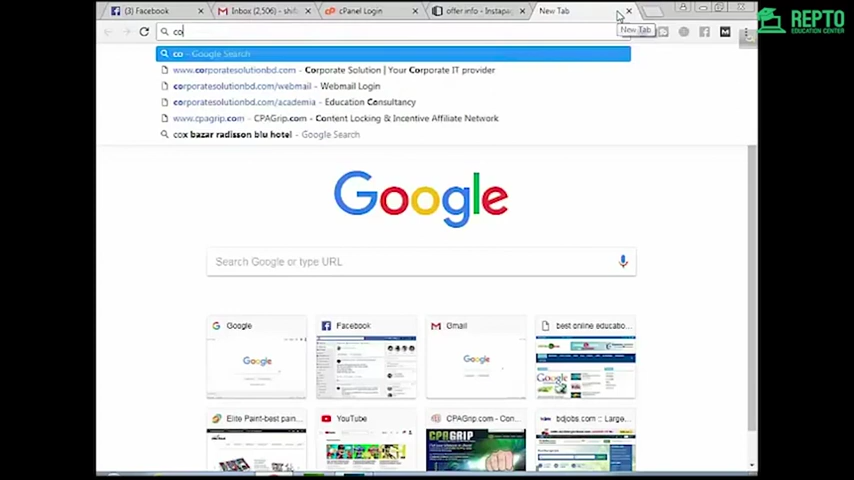 Facebook
Inbox (2,506) - shifa
cPanel Login
offer info - Instapag
New Tab
REPTO
EDUCATION CENTER
co
New Tab
co - Google Search
www.corporatesolutionbd.com - Corporate Solution | Your Corporate IT provider
corporatesolutionbd.com/webmail - Webmail Login
corporatesolutionbd.com/academia - Education Consultancy
www.cpagrip.com - CPAGrip.com - Content Locking & Incentive Affiliate Network
cox bazar radisson blu hotel - Google Search
Google
Search Google or type URL
Google
Facebook
Gmail
best online educatio...
Elite Paint-best pain...
YouTube
CPAGrip.com - Con...
bdjobs.com :: Large...
CPAGRIP